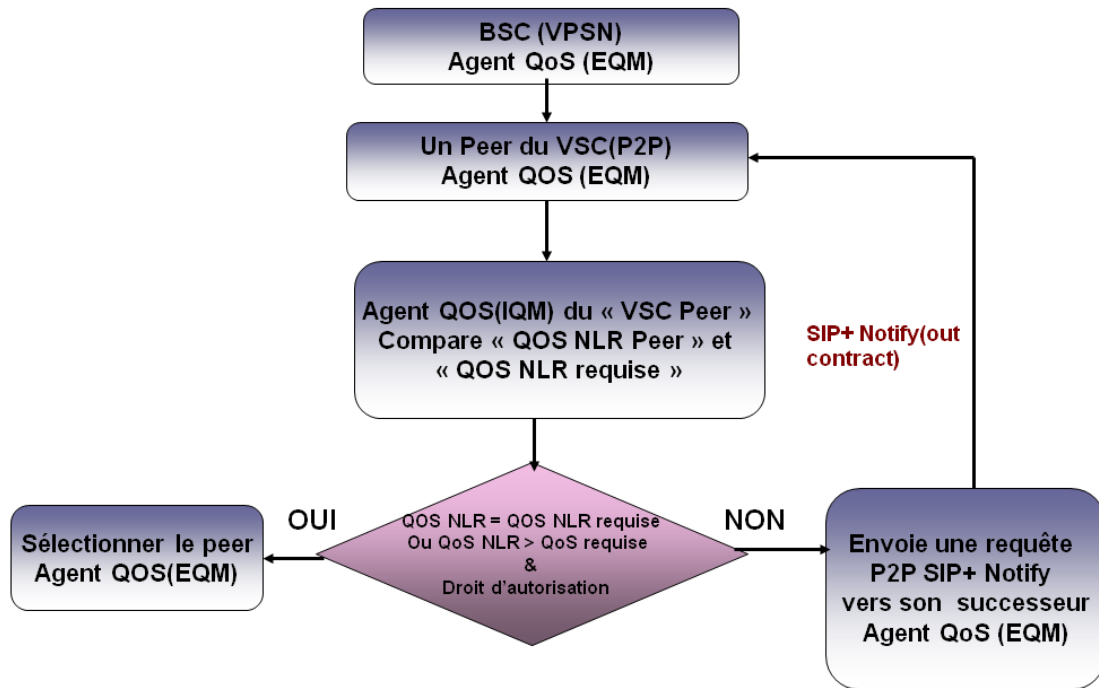 BSC (VPSN)
Agent QoS (EQM)
Un Peer du VSC(P2P)
Agent QOS (EQM)
Agent QOS(IQM) du « VSC Peer »
Compare « QOS NLR Peer » et
« QOS NLR requise »
SIP+ Notify(out
contract)
OUI
QOS NLR = QOS NLR requise
Ou QoS NLR > QoS requise
&
Droit d'autorisation
NON
Sélectionner le peer
Agent QOS(EQM)
Envoie une requête
P2P SIP+ Notify
vers son successeur
Agent QoS (EQM)